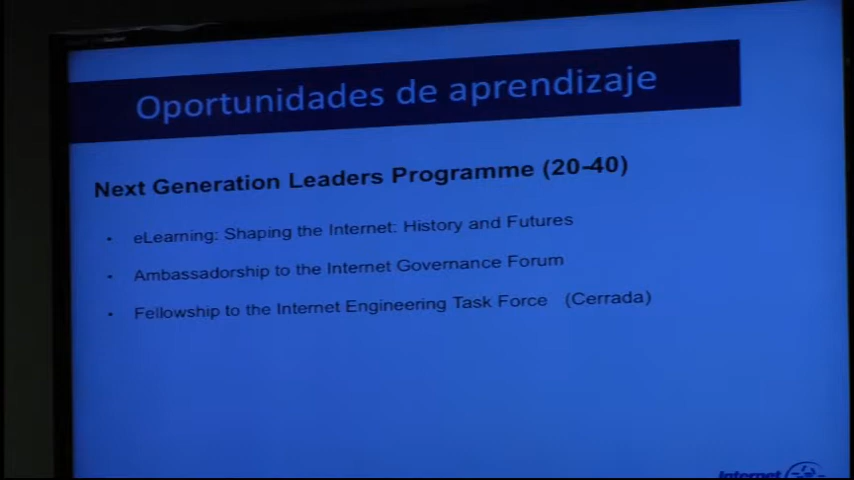 Oportunidades de aprendizaje
Next Generation Leaders Programme (20-40)
• eLearning: Shaping the Internet: History and Futures
• Ambassadorship to the Internet Governance Forum
• Fellowship to the Internet Engineering Task Force (Cerrada)
Internet